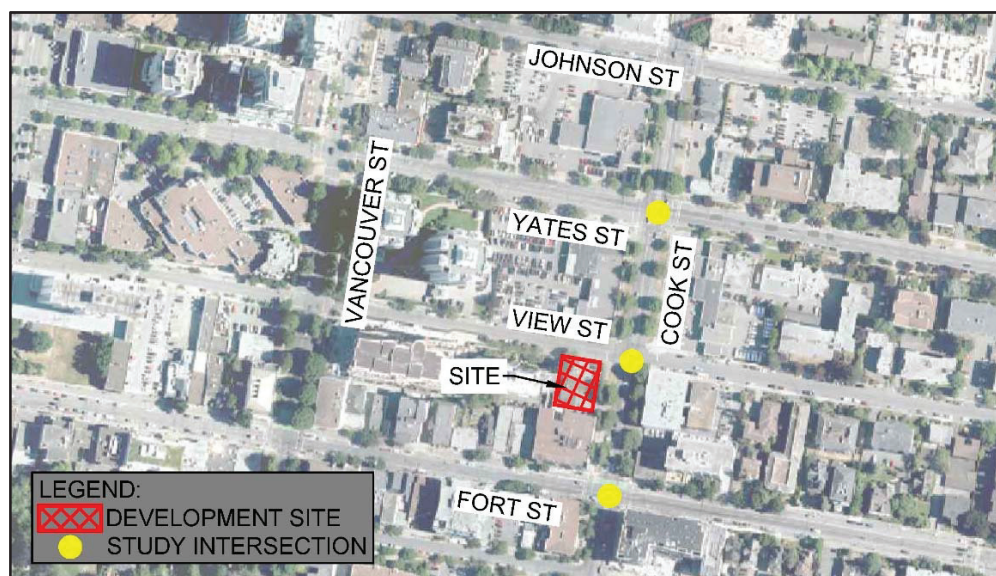 JOHNSON ST
VANCOUVER ST
YATES ST
COOK ST
VIEW ST
SITE
FORT ST
LEGEND:
DEVELOPMENT SITE
STUDY INTERSECTION